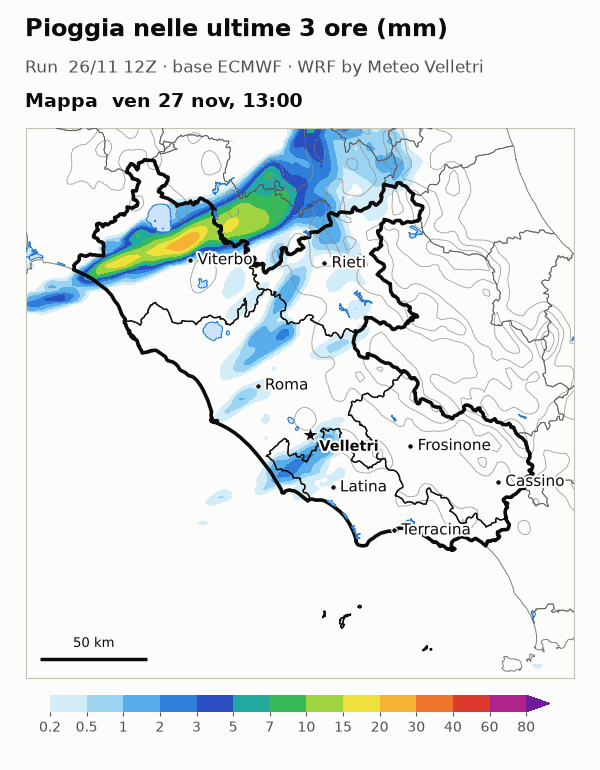 Pioggia nelle ultime 3 ore (mm)
Run  26/11 12Z · base ECMWF · WRF by Meteo Velletri
Mappa  ven 27 nov, 13:00
Viterbo
Rieti
Roma
Velletri
Frosinone
Cassino
Latina
Terracina
50 km
0.2 0.5 1 2 3 5 7 10 15 20 30 40 60 80